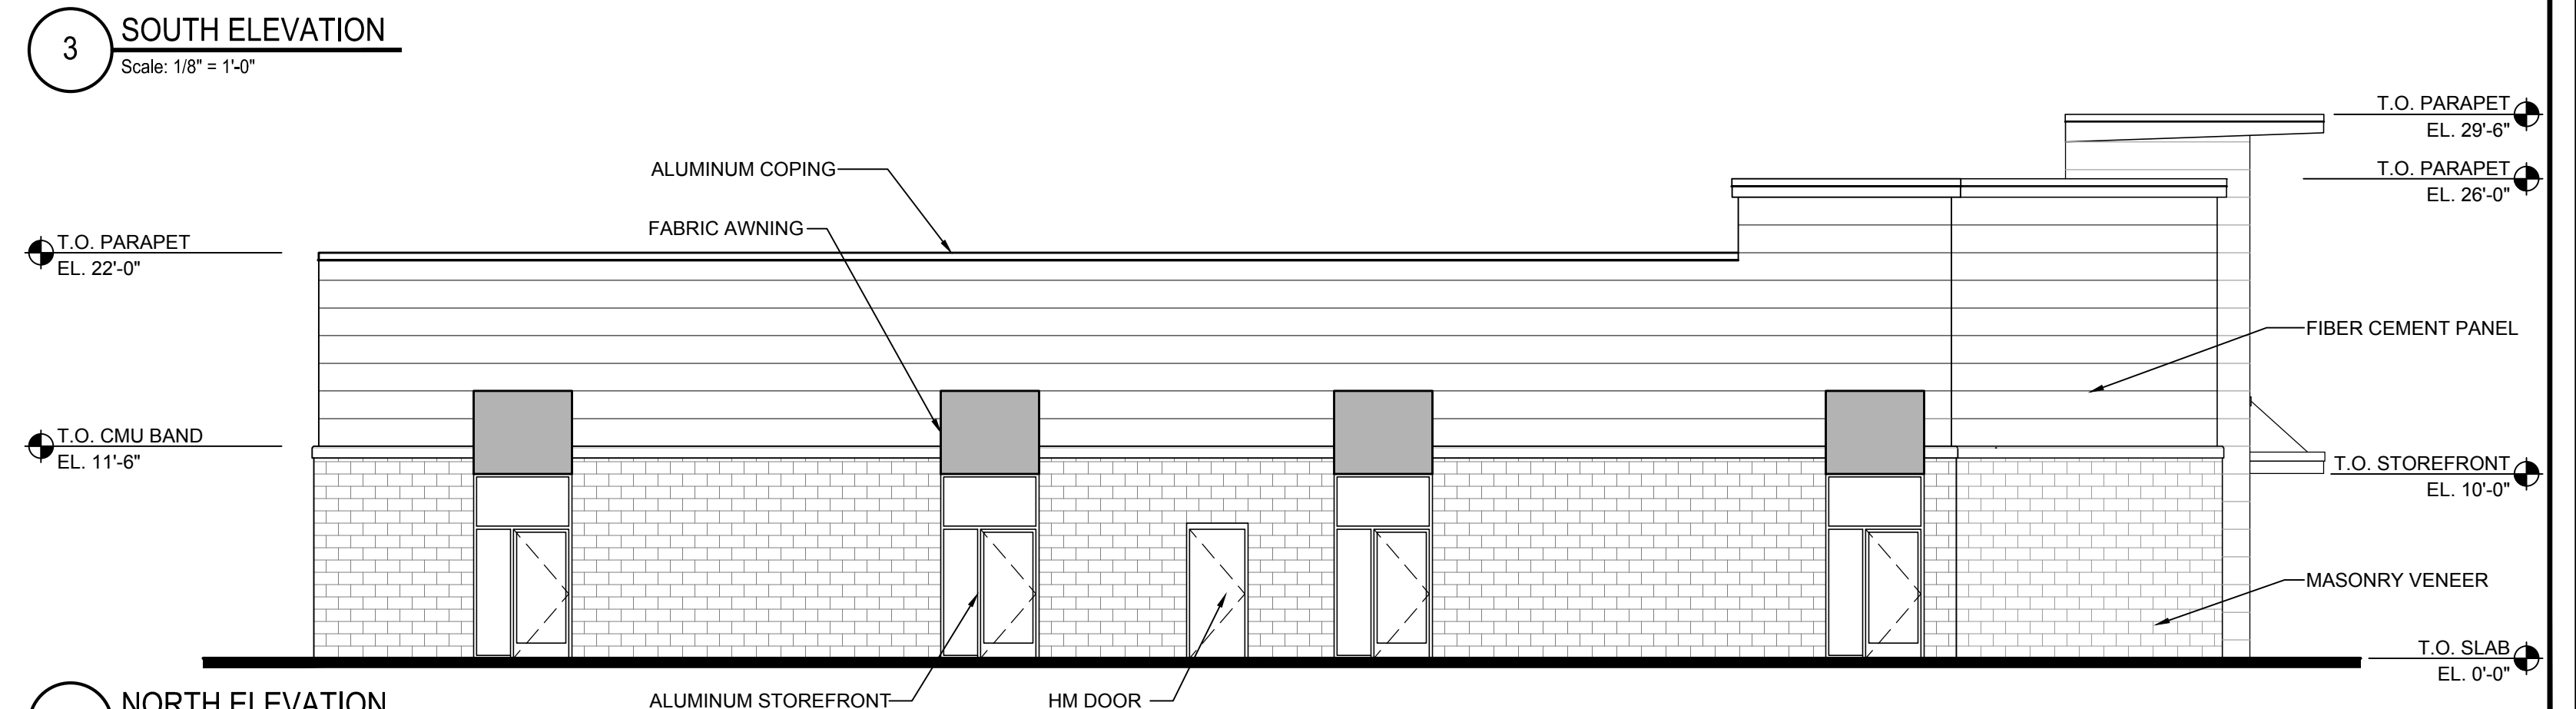 3
SOUTH ELEVATION
Scale: 1/8" = 1'-0"
T.O. PARAPET
EL. 29'-6"
T.O. PARAPET
EL. 26'-0"
ALUMINUM COPING
FABRIC AWNING
T.O. PARAPET
EL. 22'-0"
FIBER CEMENT PANEL
T.O. CMU BAND
EL. 11'-6"
T.O. STOREFRONT
EL. 10'-0"
MASONRY VENEER
T.O. SLAB
EL. 0'-0"
ALUMINUM STOREFRONT
HM DOOR
NORTH ELEVATION